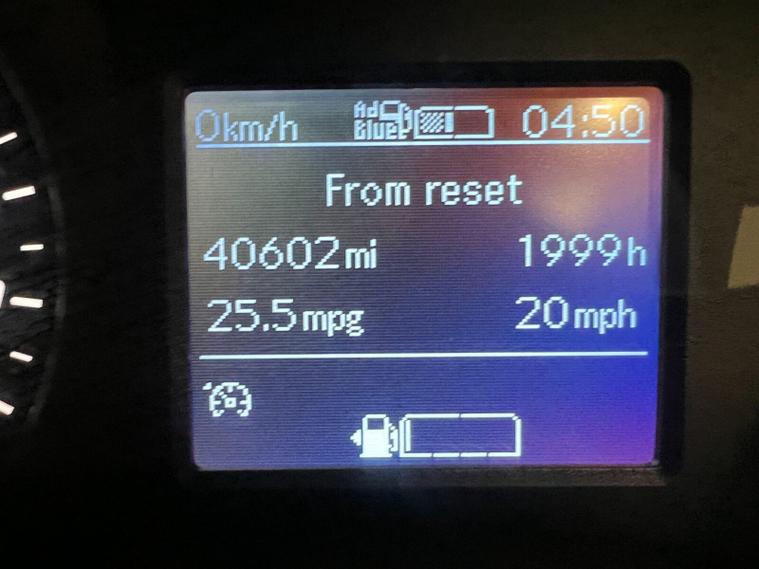 0km/h Ad Blue 04:50
From reset
40602mi 1999h
25.5mpg 20mph